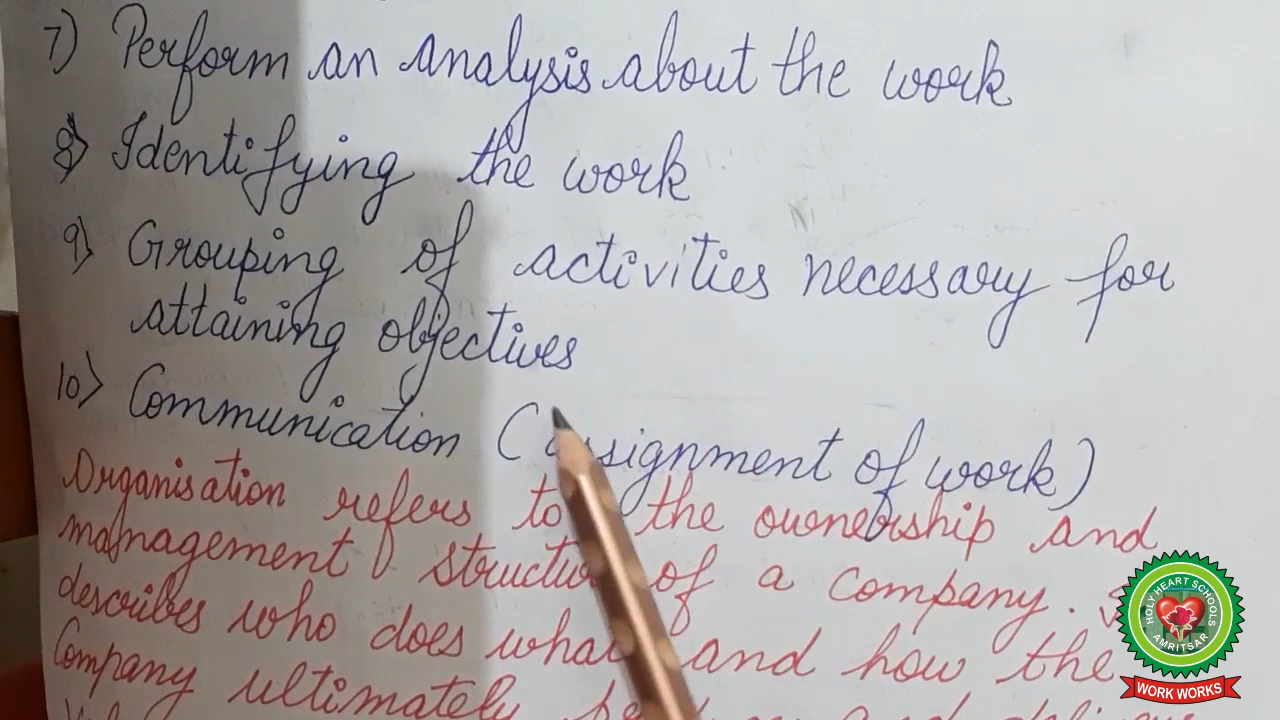 7) Perform an analysis about the work
8) Identifying the work
9) Grouping of activities necessary for
attaining objectives
10) Communication (assignment of work)
Organisation refers to the ownership and
management structure of a company.
describes who does what and how the
Company ultimately
HOLY HEART SCHOOLS
AMRITSAR
WORK WORKS